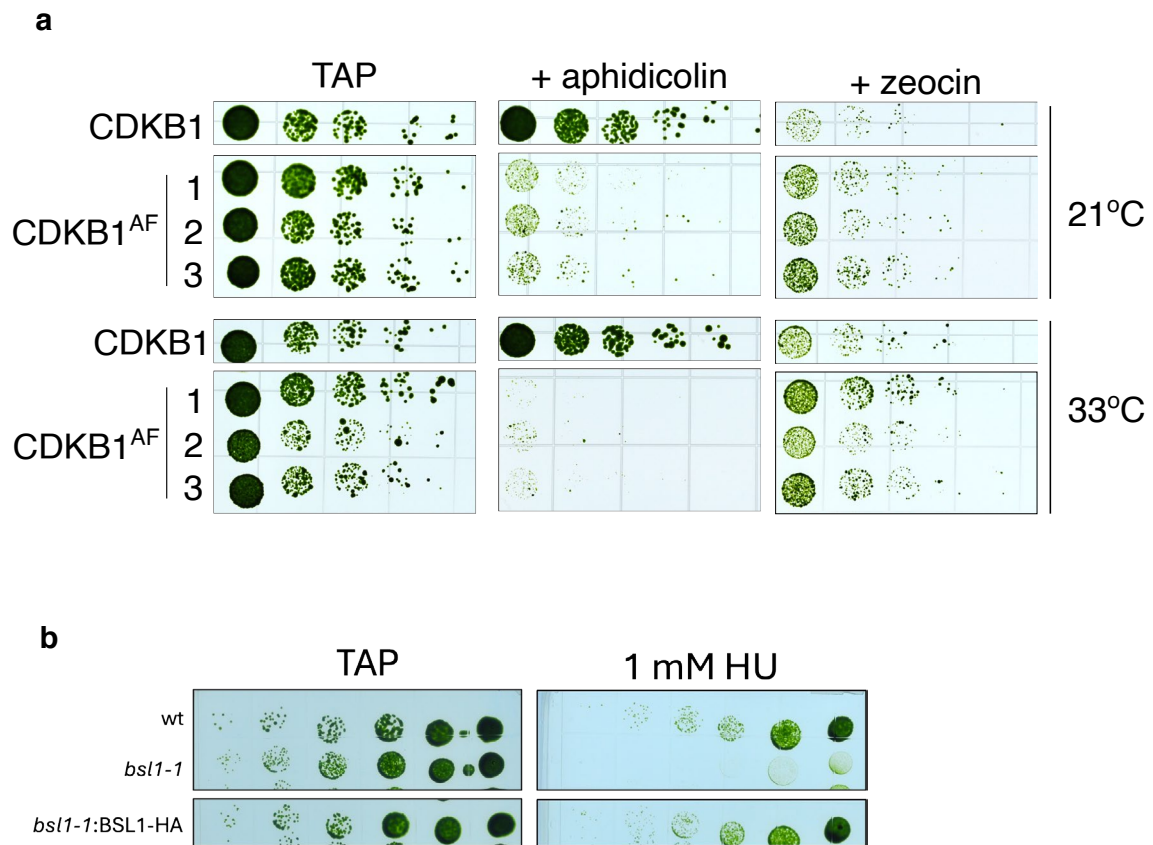 a
TAP + aphidicolin + zeocin
CDKB1
1
CDKB1ᴬꟳ 2
3
21ºC
CDKB1
1
CDKB1ᴬꟳ 2
3
33ºC
b
TAP 1 mM HU
wt
bsl1-1
bsl1-1:BSL1-HA